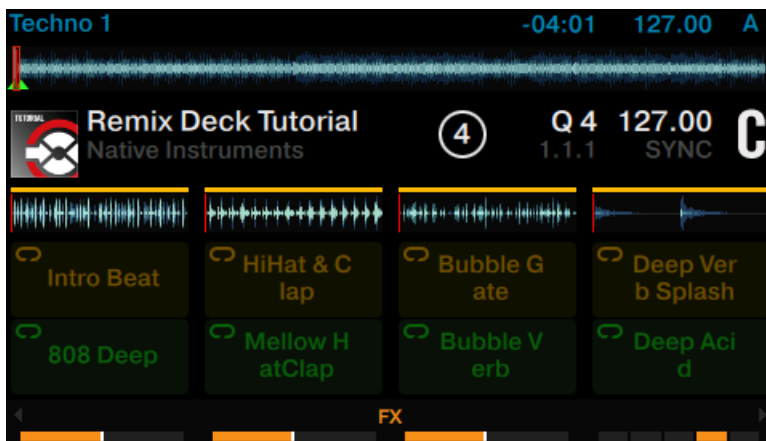 Techno 1 -04:01 127.00 A
TUTORIAL
Remix Deck Tutorial 4 Q 4 127.00 C
Native Instruments 1.1.1 SYNC
Intro Beat
HiHat & C
lap
Bubble G
ate
Deep Ver
b Splash
808 Deep
Mellow H
atClap
Bubble V
erb
Deep Aci
d
FX